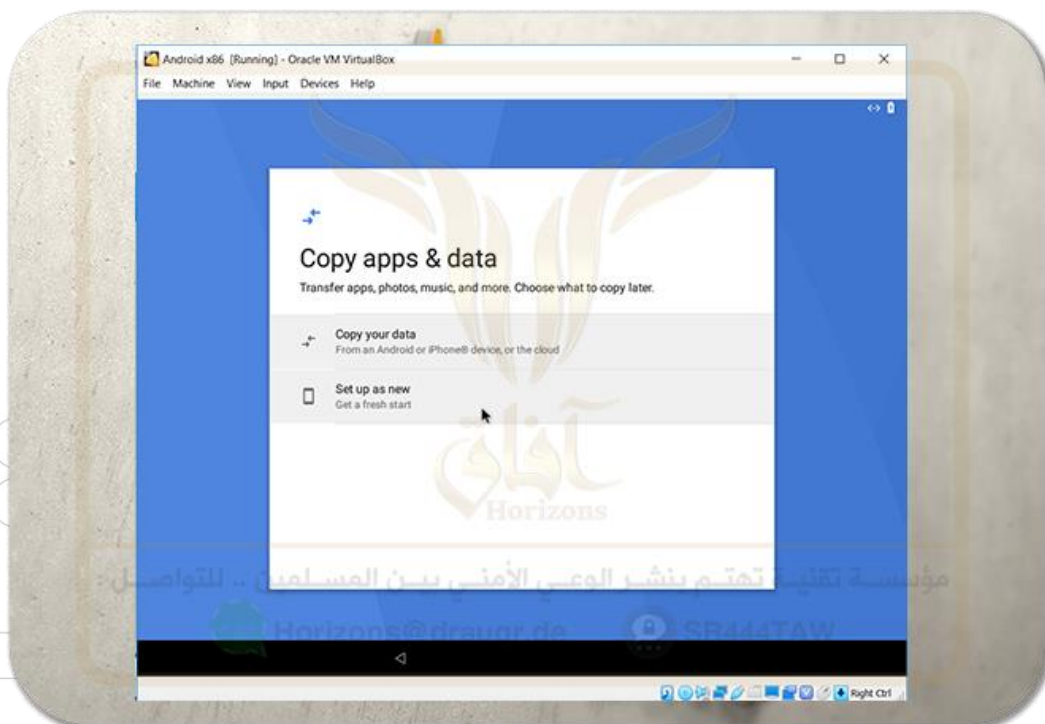 Android x86 [Running] - Oracle VM VirtualBox
File Machine View Input Devices Help
Copy apps & data
Transfer apps, photos, music, and more. Choose what to copy later.
Copy your data
From an Android or iPhone® device, or the cloud
Set up as new
Get a fresh start
آفاق
Horizons
مؤسسة تقنية تهتم بنشر الوعي الأمني بين المسلمين .. للتواصل:
Horizons@draugr.de SB444TAW
Right Ctrl